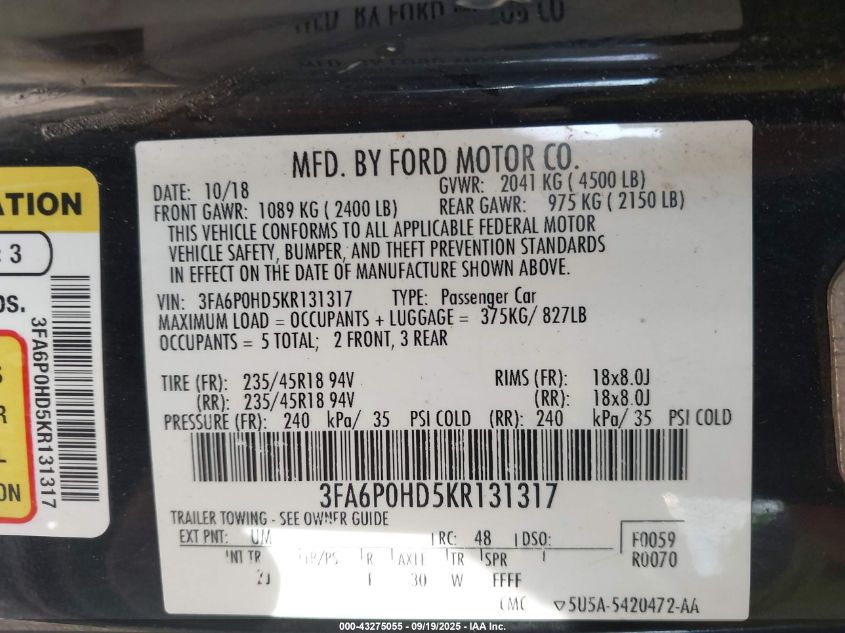 MFD. BY FORD MOTOR CO.
DATE: 10/18 GVWR: 2041 KG ( 4500 LB)
FRONT GAWR: 1089 KG ( 2400 LB) REAR GAWR: 975 KG ( 2150 LB)
THIS VEHICLE CONFORMS TO ALL APPLICABLE FEDERAL MOTOR
VEHICLE SAFETY, BUMPER, AND THEFT PREVENTION STANDARDS
IN EFFECT ON THE DATE OF MANUFACTURE SHOWN ABOVE.
VIN: 3FA6P0HD5KR131317 TYPE: Passenger Car
MAXIMUM LOAD = OCCUPANTS + LUGGAGE = 375KG/ 827LB
OCCUPANTS = 5 TOTAL; 2 FRONT, 3 REAR
TIRE (FR): 235/45R18 94V RIMS (FR): 18x8.0J
(RR): 235/45R18 94V (RR): 18x8.0J
PRESSURE (FR): 240 kPa/ 35 PSI COLD (RR): 240 kPa/ 35 PSI COLD
3FA6P0HD5KR131317
TRAILER TOWING - SEE OWNER GUIDE
EXT PNT: UM RC: 48 DSO: F0059
INT TR TP/PS R AXLE TR SPR R0070
30 W FFFF
CMC 5U5A-5420472-AA
ATION
: 3
3FA6P0HD5KR131317
000-43275055 - 09/19/2025 - IAA Inc.